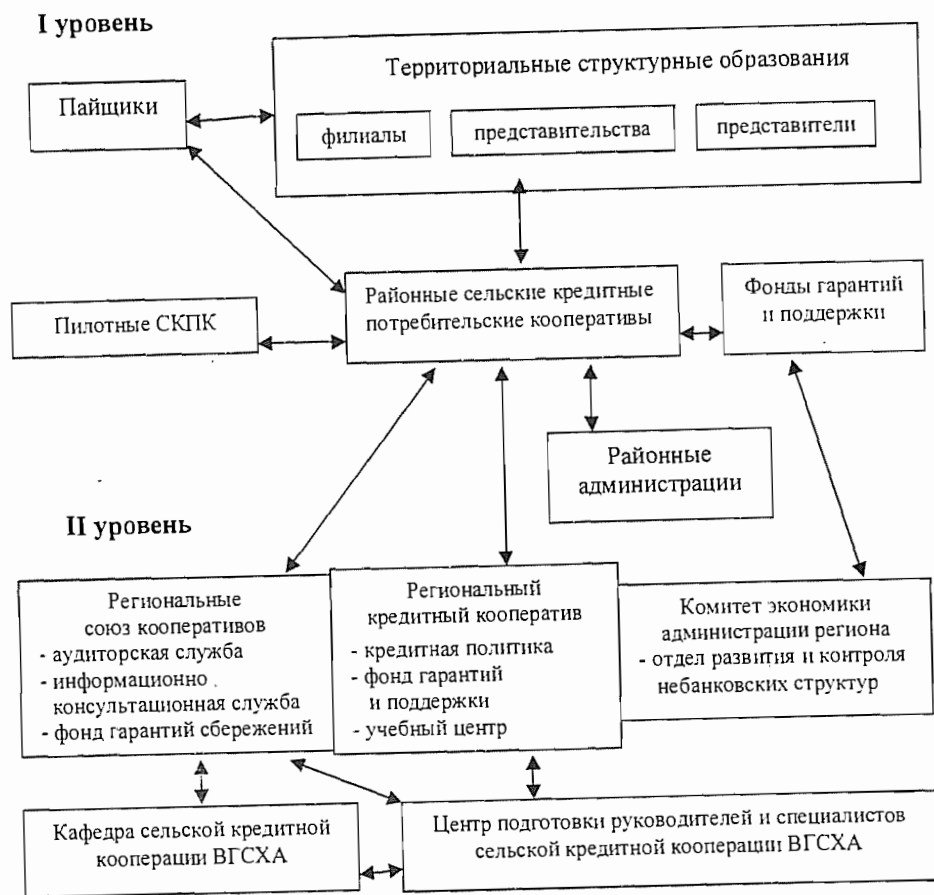 I уровень
Территориальные структурные образования
Пайщики
филиалы
представительства
представители
Районные сельские кредитные
потребительские кооперативы
Фонды гарантий
и поддержки
Пилотные СКПК
Районные
администрации
II уровень
Региональные
союз кооперативов
- аудиторская служба
- информационно
консультационная служба
- фонд гарантий сбережений
Региональный
кредитный кооператив
- кредитная политика
- фонд гарантий
и поддержки
- учебный центр
Комитет экономики
администрации региона
- отдел развития и контроля
небанковских структур
Кафедра сельской кредитной
кооперации ВГСХА
Центр подготовки руководителей и специалистов
сельской кредитной кооперации ВГСХА